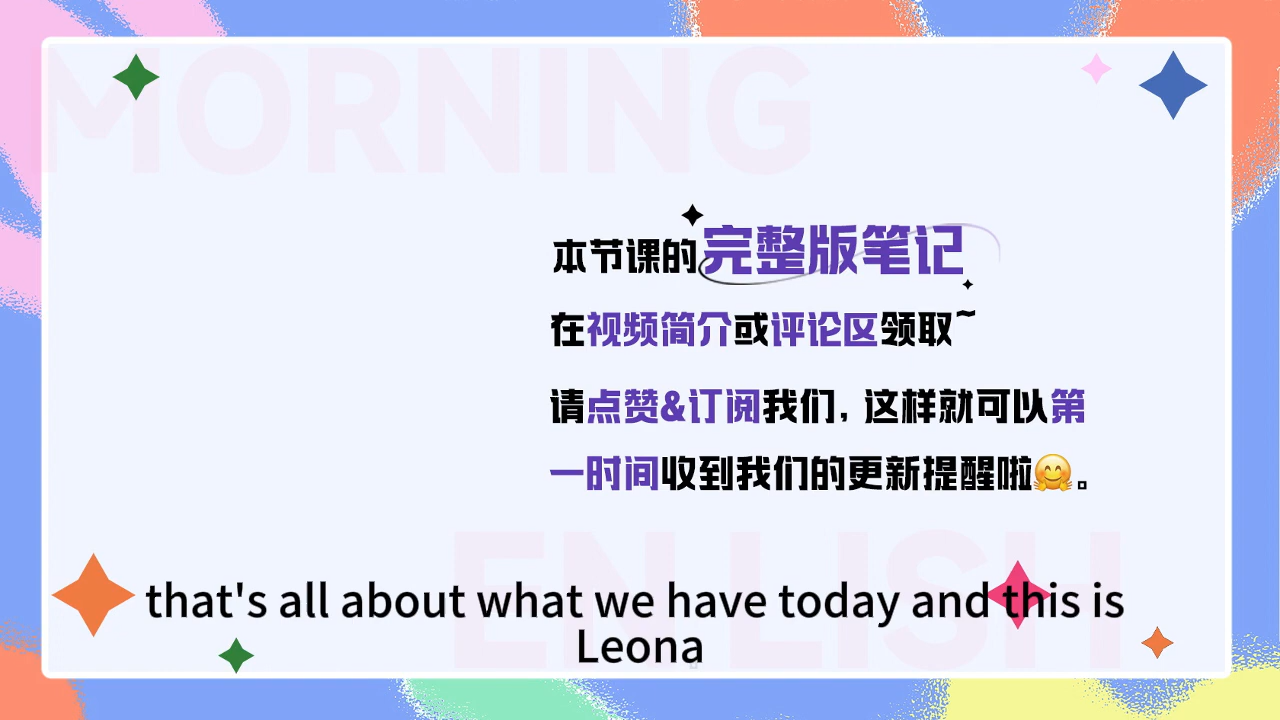 MORNING
本节课的完整版笔记
在视频简介或评论区领取~
请点赞&订阅我们,这样就可以第
一时间收到我们的更新提醒啦🤗。
EN LISH
that's all about what we have today and this is
Leona